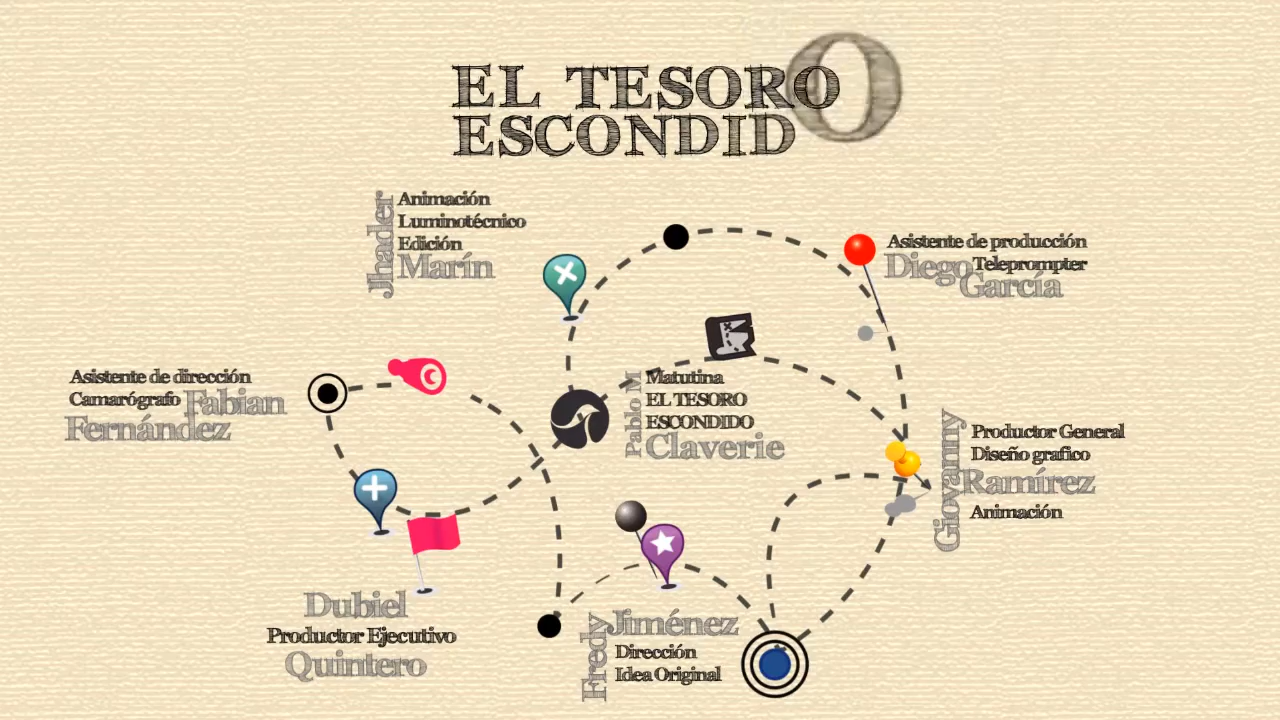 EL TESORO
ESCONDIDO
Jhader
Animación
Luminotécnico
Edición
Marín
Asistente de producción
Teleprompter
Diego
García
Asistente de dirección
Camarógrafo Fabian
Fernández
Pablo M
Matutina
EL TESORO
ESCONDIDO
Claverie
Giovanny
Productor General
Diseño grafico
Ramírez
Animación
Dubiel
Productor Ejecutivo
Quintero
Fredy
Jiménez
Dirección
Idea Original